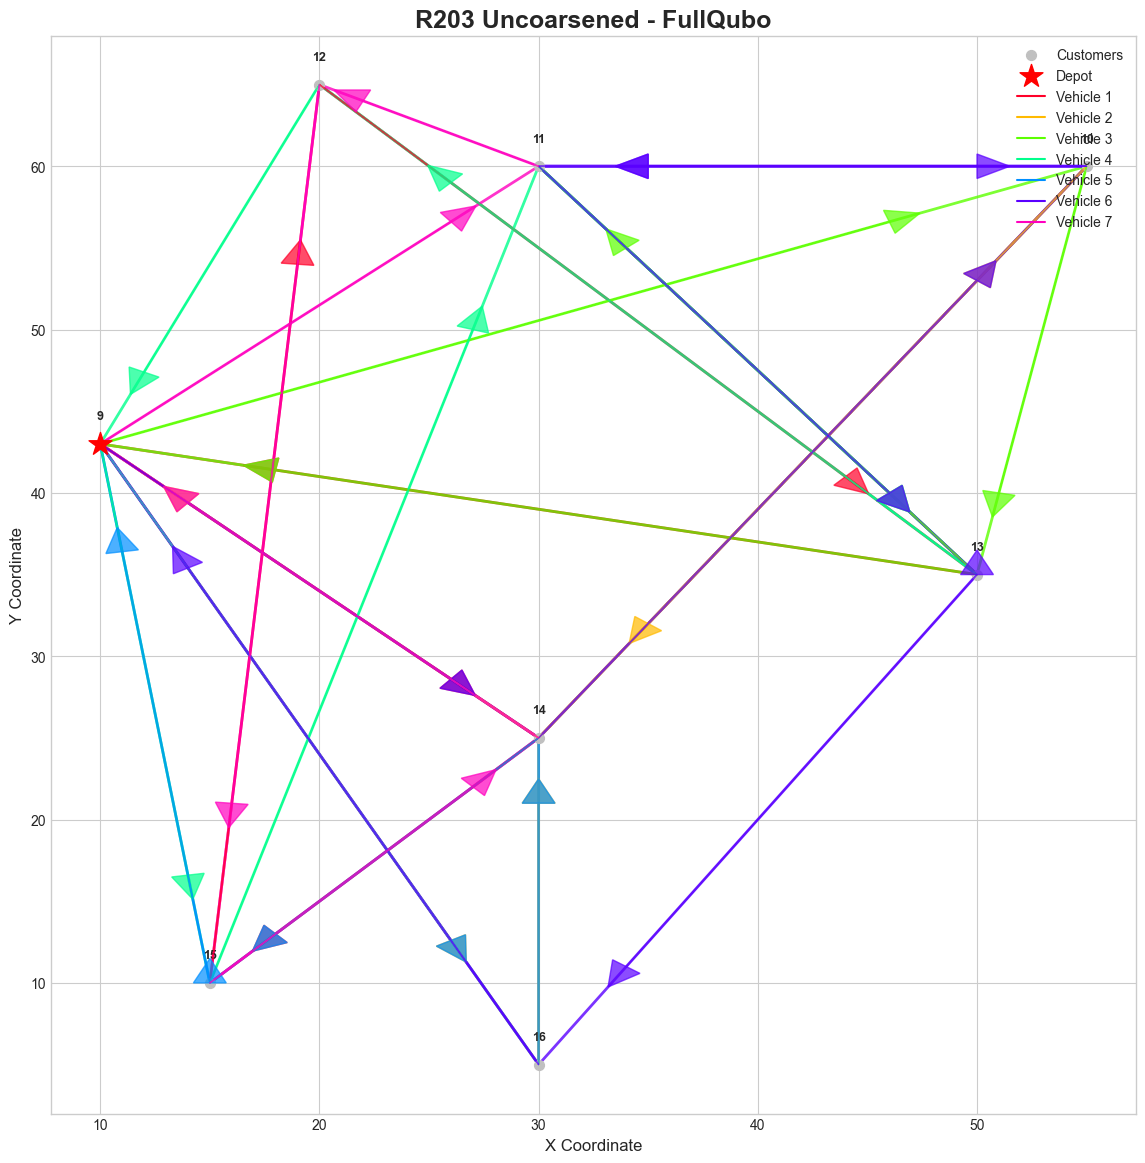 R203 Uncoarsened - FullQubo
12
11
10
9
13
14
15
16
Customers
Depot
Vehicle 1
Vehicle 2
Vehicle 3
Vehicle 4
Vehicle 5
Vehicle 6
Vehicle 7
60
50
40
30
20
10
Y Coordinate
10
20
30
40
50
X Coordinate